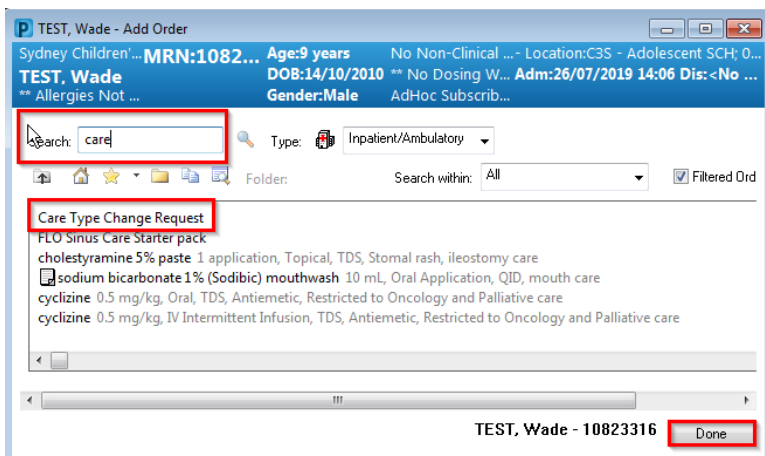 TEST, Wade - Add Order
Sydney Children'... MRN:1082... Age:9 years No Non-Clinical ... - Location:C3S - Adolescent SCH; 0...
TEST, Wade DOB:14/10/2010 ** No Dosing W... Adm:26/07/2019 14:06 Dis:<No ...
** Allergies Not ... Gender:Male AdHoc Subscrib...
Search: care Type: Inpatient/Ambulatory
Folder: Search within: All Filtered Ord
Care Type Change Request
FLO Sinus Care Starter pack
cholestyramine 5% paste 1 application, Topical, TDS, Stomal rash, ileostomy care
sodium bicarbonate 1% (Sodibic) mouthwash 10 mL, Oral Application, QID, mouth care
cyclizine 0.5 mg/kg, Oral, TDS, Antiemetic, Restricted to Oncology and Palliative care
cyclizine 0.5 mg/kg, IV Intermittent Infusion, TDS, Antiemetic, Restricted to Oncology and Palliative care
TEST, Wade - 10823316 Done